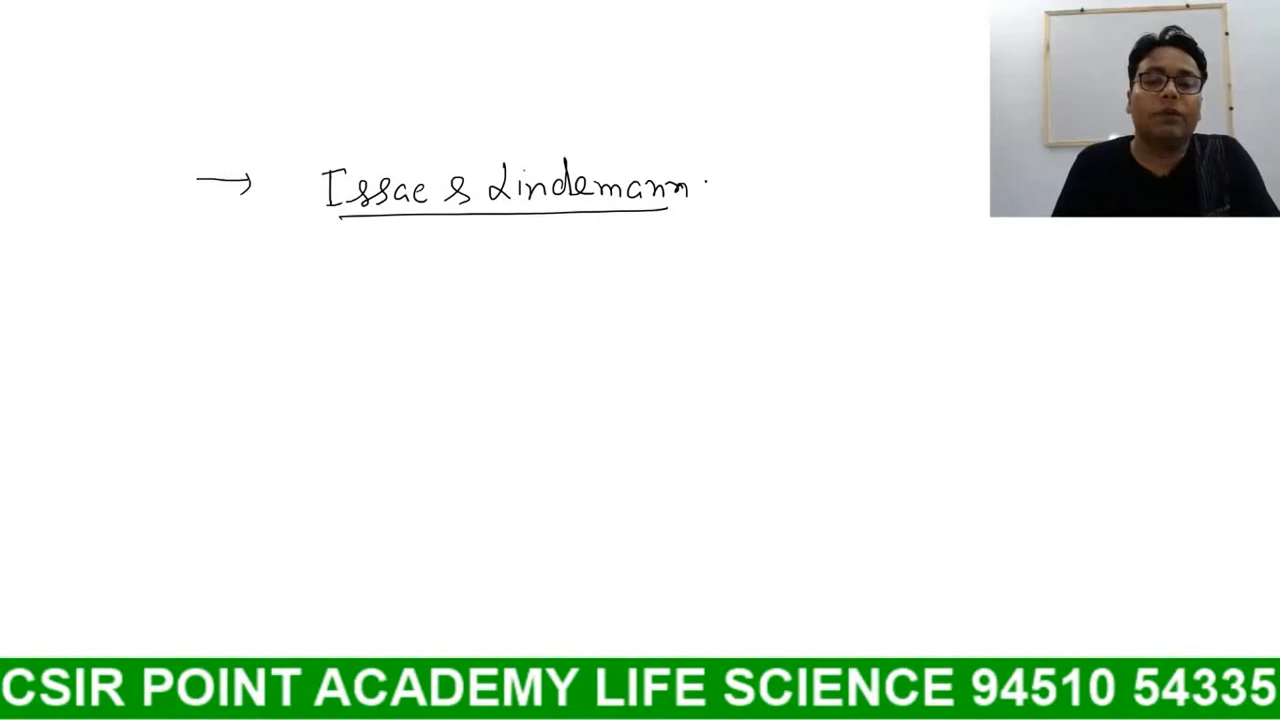 → Issac & Lindemann.
CSIR POINT ACADEMY LIFE SCIENCE 94510 54335